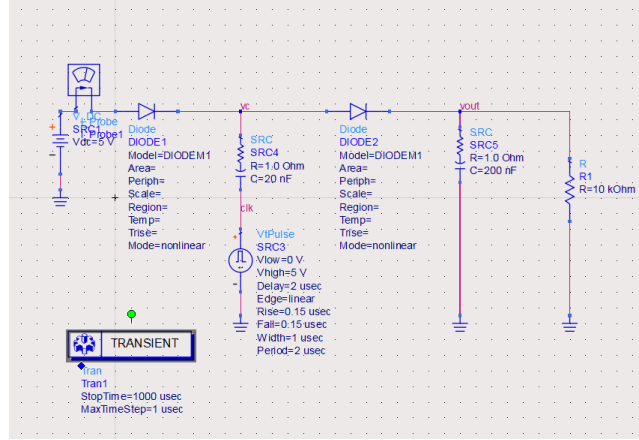 V_DC
SRC1
Vdc=5 V
I_Probe
I_Probe1
Diode
DIODE1
Model=DIODEM1
Area=
Periph=
Scale=
Region=
Temp=
Trise=
Mode=nonlinear
vc
SRC
SRC4
R=1.0 Ohm
C=20 nF
clk
VtPulse
SRC3
Vlow=0 V
Vhigh=5 V
Delay=2 usec
Edge=linear
Rise=0.15 usec
Fall=0.15 usec
Width=1 usec
Period=2 usec
Diode
DIODE2
Model=DIODEM1
Area=
Periph=
Scale=
Region=
Temp=
Trise=
Mode=nonlinear
vout
SRC
SRC5
R=1.0 Ohm
C=200 nF
R
R1
R=10 kOhm
TRANSIENT
Tran
Tran1
StopTime=1000 usec
MaxTimeStep=1 usec